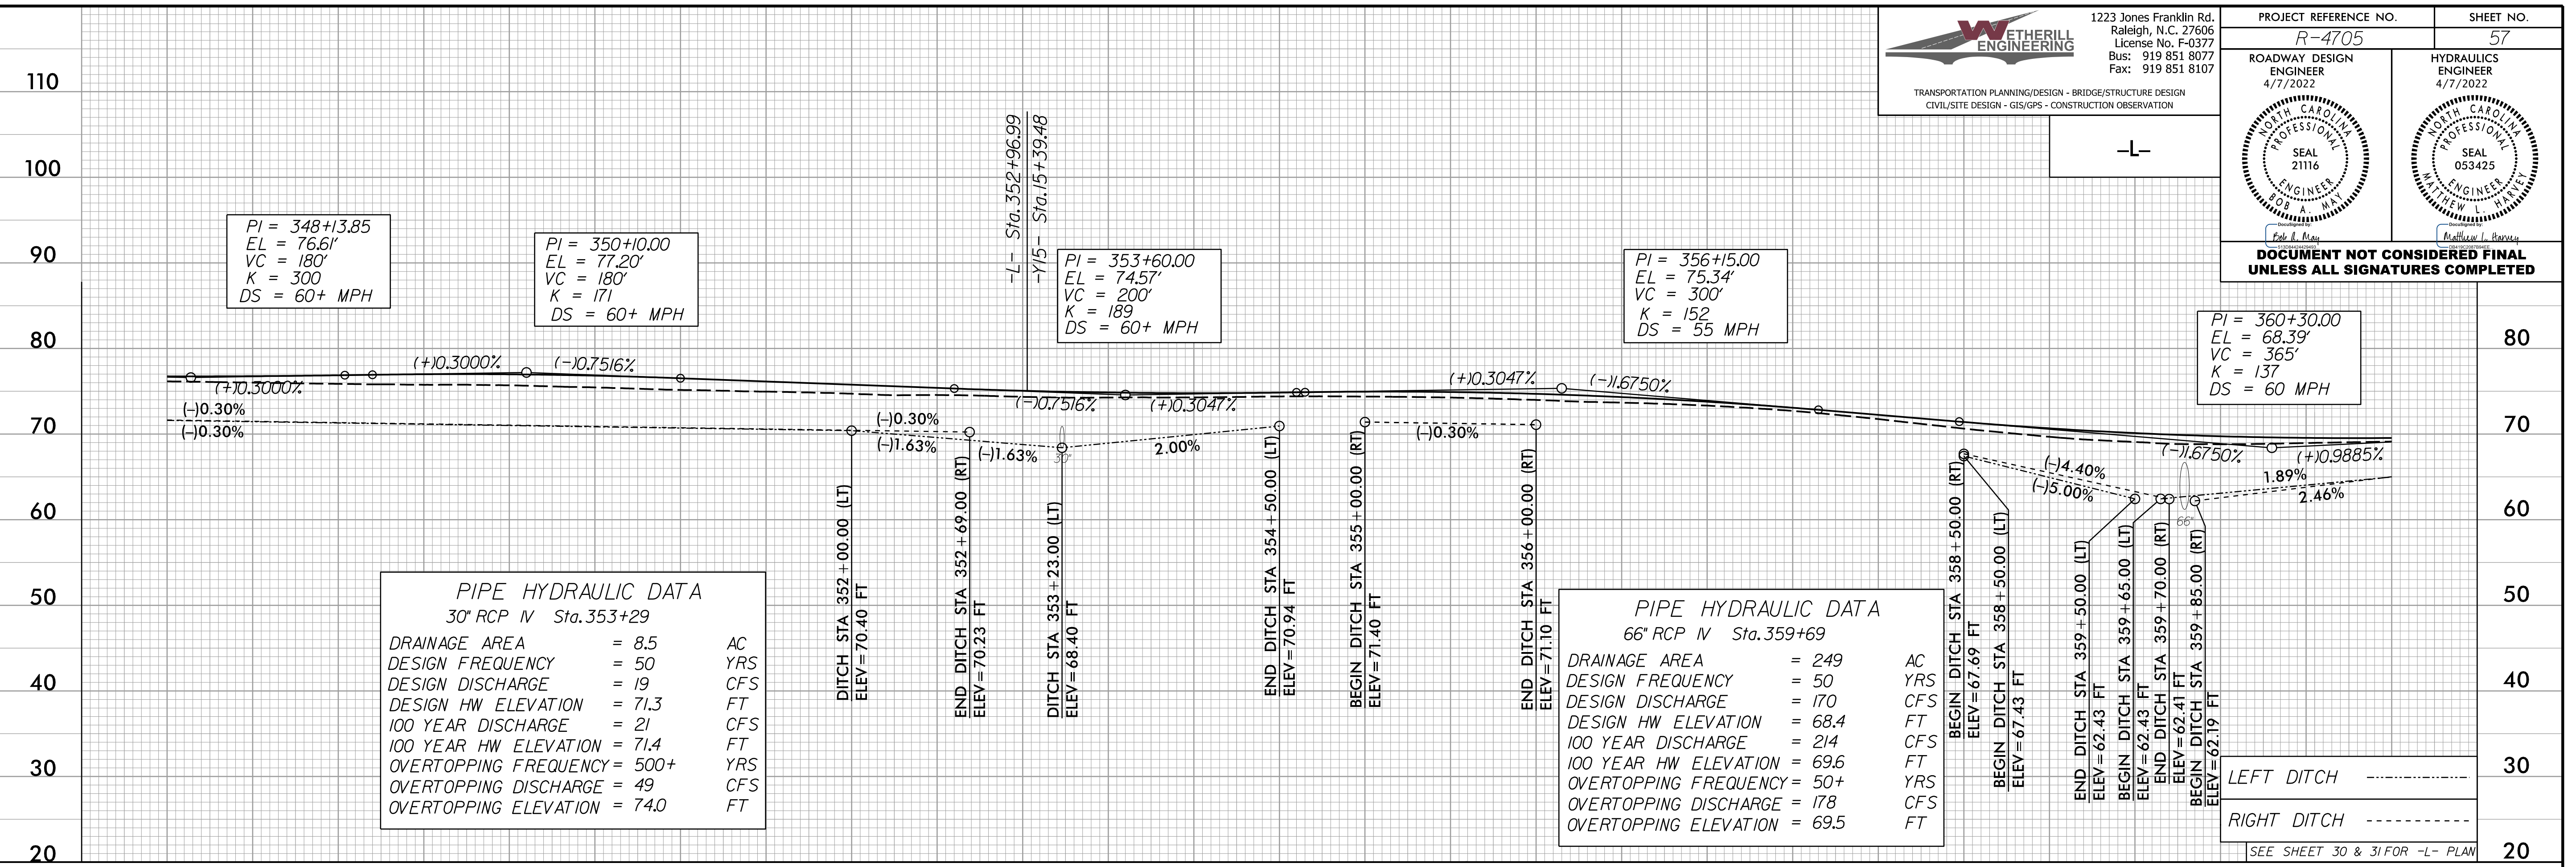 WETHERILL
ENGINEERING
1223 Jones Franklin Rd.
Raleigh, N.C. 27606
License No. F-0377
Bus: 919 851 8077
Fax: 919 851 8107
TRANSPORTATION PLANNING/DESIGN - BRIDGE/STRUCTURE DESIGN
CIVIL/SITE DESIGN - GIS/GPS - CONSTRUCTION OBSERVATION
PROJECT REFERENCE NO.
SHEET NO.
R-4705
57
ROADWAY DESIGN
ENGINEER
4/7/2022
HYDRAULICS
ENGINEER
4/7/2022
NORTH CAROLINA
PROFESSIONAL
SEAL
21116
ENGINEER
BOB A. MAY
NORTH CAROLINA
PROFESSIONAL
SEAL
053425
ENGINEER
MATTHEW L. HARVEY
DocuSigned by:
Bob A. May
DocuSigned by:
Matthew L. Harvey
DOCUMENT NOT CONSIDERED FINAL
UNLESS ALL SIGNATURES COMPLETED
-L-
110
100
90
80
70
60
50
40
30
20
80
70
60
50
40
30
20
PI = 348+13.85
EL = 76.61'
VC = 180'
K = 300
DS = 60+ MPH
PI = 350+10.00
EL = 77.20'
VC = 180'
K = 171
DS = 60+ MPH
-L- Sta. 352+96.99
-Y15- Sta. 15+39.48
PI = 353+60.00
EL = 74.57'
VC = 200'
K = 189
DS = 60+ MPH
PI = 356+15.00
EL = 75.34'
VC = 300'
K = 152
DS = 55 MPH
PI = 360+30.00
EL = 68.39'
VC = 365'
K = 137
DS = 60 MPH
(+)0.3000%
(+)0.3000%
(-)0.7516%
(-)0.7516%
(+)0.3047%
(+)0.3047%
(-)1.6750%
(-)1.6750%
(+)0.9885%
(-)0.30%
(-)0.30%
(-)0.30%
(-)1.63%
(-)1.63%
30"
2.00%
(-)0.30%
(-)4.40%
(-)5.00%
66"
1.89%
2.46%
DITCH STA 352+00.00 (LT)
ELEV=70.40 FT
END DITCH STA 352+69.00 (RT)
ELEV=70.23 FT
DITCH STA 353+23.00 (LT)
ELEV=68.40 FT
END DITCH STA 354+50.00 (LT)
ELEV=70.94 FT
BEGIN DITCH STA 355+00.00 (RT)
ELEV=71.40 FT
END DITCH STA 356+00.00 (RT)
ELEV=71.10 FT
BEGIN DITCH STA 358+50.00 (RT)
ELEV=67.69 FT
BEGIN DITCH STA 358+50.00 (LT)
ELEV=67.43 FT
END DITCH STA 359+50.00 (LT)
ELEV=62.43 FT
BEGIN DITCH STA 359+65.00 (LT)
ELEV=62.43 FT
END DITCH STA 359+70.00 (RT)
ELEV=62.41 FT
BEGIN DITCH STA 359+85.00 (RT)
ELEV=62.19 FT
PIPE HYDRAULIC DATA
30" RCP IV Sta. 353+29
DRAINAGE AREA = 8.5 AC
DESIGN FREQUENCY = 50 YRS
DESIGN DISCHARGE = 19 CFS
DESIGN HW ELEVATION = 71.3 FT
100 YEAR DISCHARGE = 21 CFS
100 YEAR HW ELEVATION = 71.4 FT
OVERTOPPING FREQUENCY = 500+ YRS
OVERTOPPING DISCHARGE = 49 CFS
OVERTOPPING ELEVATION = 74.0 FT
PIPE HYDRAULIC DATA
66" RCP IV Sta. 359+69
DRAINAGE AREA = 249 AC
DESIGN FREQUENCY = 50 YRS
DESIGN DISCHARGE = 170 CFS
DESIGN HW ELEVATION = 68.4 FT
100 YEAR DISCHARGE = 214 CFS
100 YEAR HW ELEVATION = 69.6 FT
OVERTOPPING FREQUENCY = 50+ YRS
OVERTOPPING DISCHARGE = 178 CFS
OVERTOPPING ELEVATION = 69.5 FT
LEFT DITCH
RIGHT DITCH
SEE SHEET 30 & 31 FOR -L- PLAN